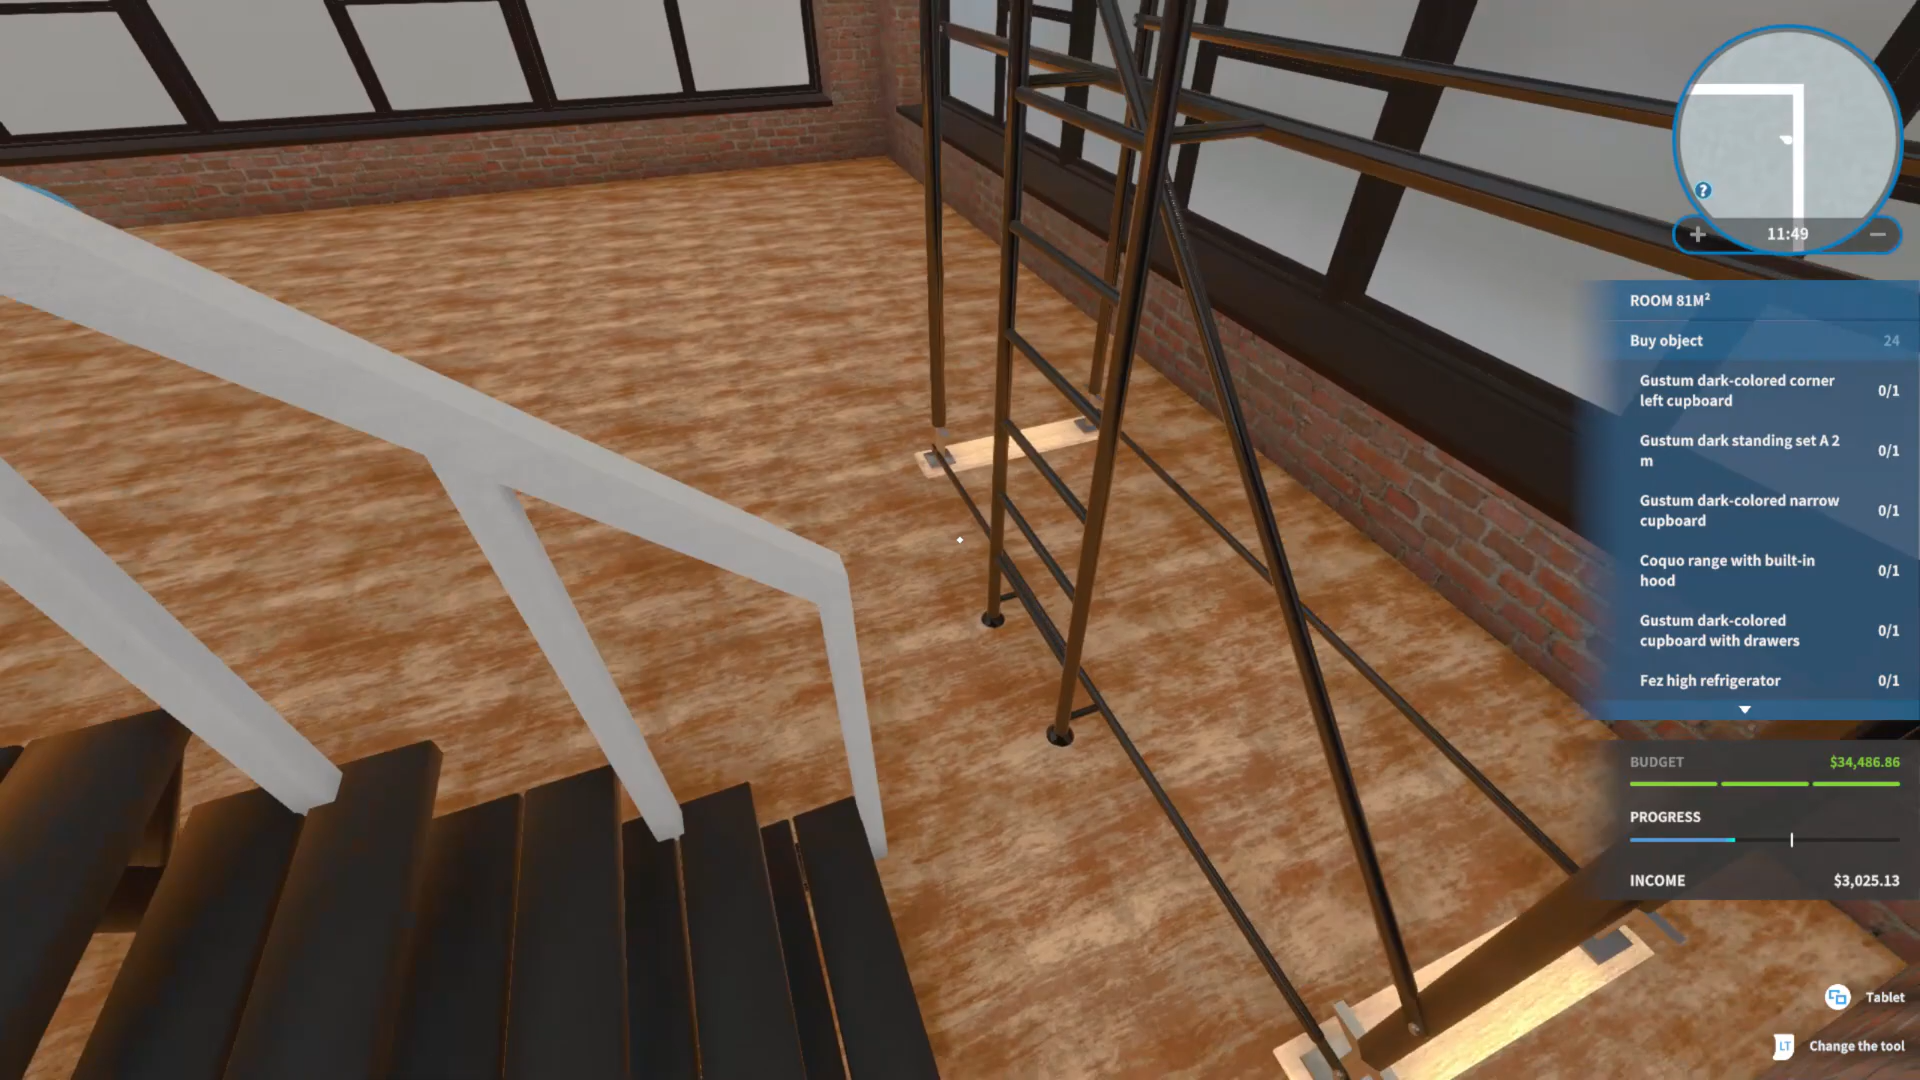 ?
+ 11:49 −
ROOM 81M²
Buy object 24
Gustum dark-colored corner
left cupboard 0/1
Gustum dark standing set A 2
m 0/1
Gustum dark-colored narrow
cupboard 0/1
Coquo range with built-in
hood 0/1
Gustum dark-colored
cupboard with drawers 0/1
Fez high refrigerator 0/1
BUDGET $34,486.86
PROGRESS
INCOME $3,025.13
Tablet
LT Change the tool